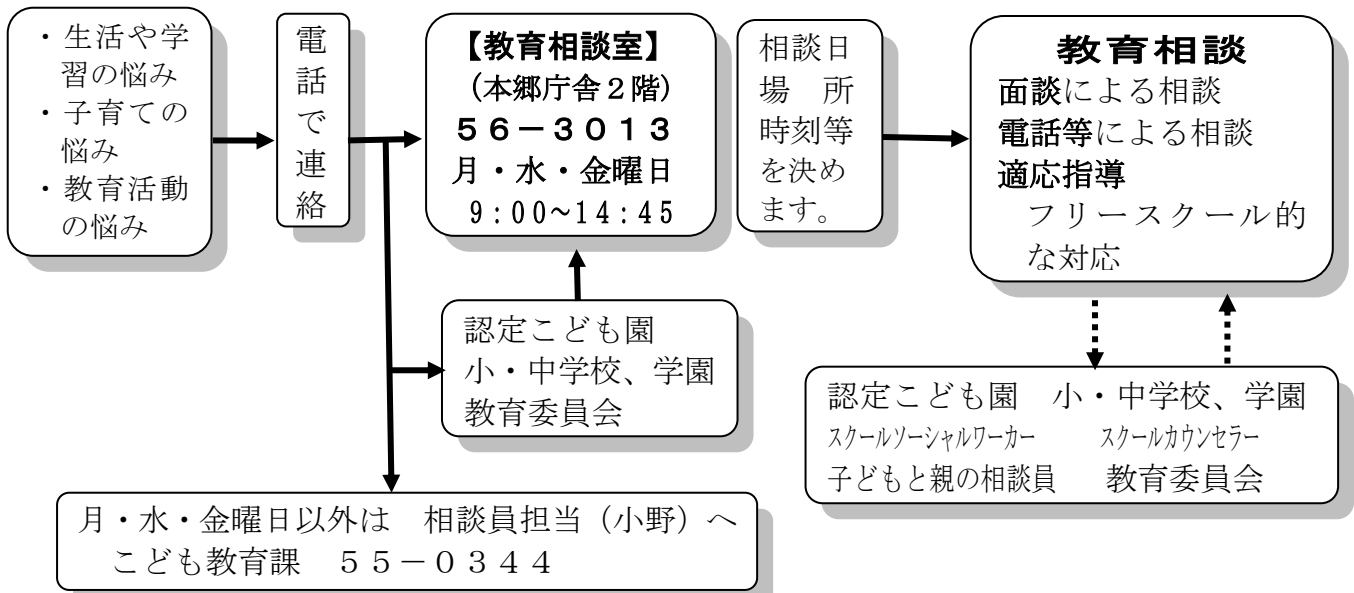 ・生活や学
習の悩み
・子育ての
悩み
・教育活動
の悩み
電
話
で
連
絡
【教育相談室】
(本郷庁舎２階)
５６－３０１３
月・水・金曜日
9：00~14：45
相談日
場　所
時刻等
を決め
ます。
教育相談
面談による相談
電話等による相談
適応指導
フリースクール的
な対応
認定こども園
小・中学校、学園
教育委員会
認定こども園　小・中学校、学園
スクールソーシャルワーカー　スクールカウンセラー
子どもと親の相談員　教育委員会
月・水・金曜日以外は　相談員担当（小野）へ
こども教育課　５５－０３４４